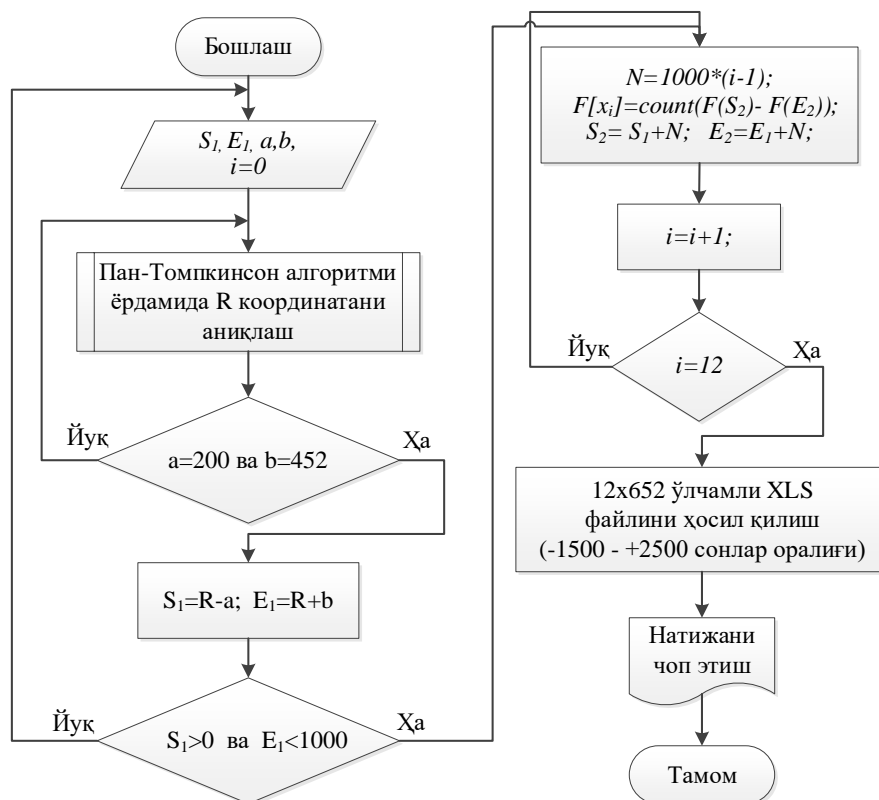 Бошлаш
S₁, E₁, a,b,
i=0
Пан-Томпкинсон алгоритми
ёрдамида R координатани
аниқлаш
Йуқ
Ҳа
a=200 ва b=452
S₁=R-a; E₁=R+b
Йуқ
Ҳа
S₁>0 ва E₁<1000
N=1000*(i-1);
F[xᵢ]=count(F(S₂)- F(E₂));
S₂= S₁+N; E₂=E₁+N;
i=i+1;
Йуқ
Ҳа
i=12
12x652 ўлчамли XLS
файлини ҳосил қилиш
(-1500 - +2500 сонлар оралиғи)
Натижани
чоп этиш
Тамом